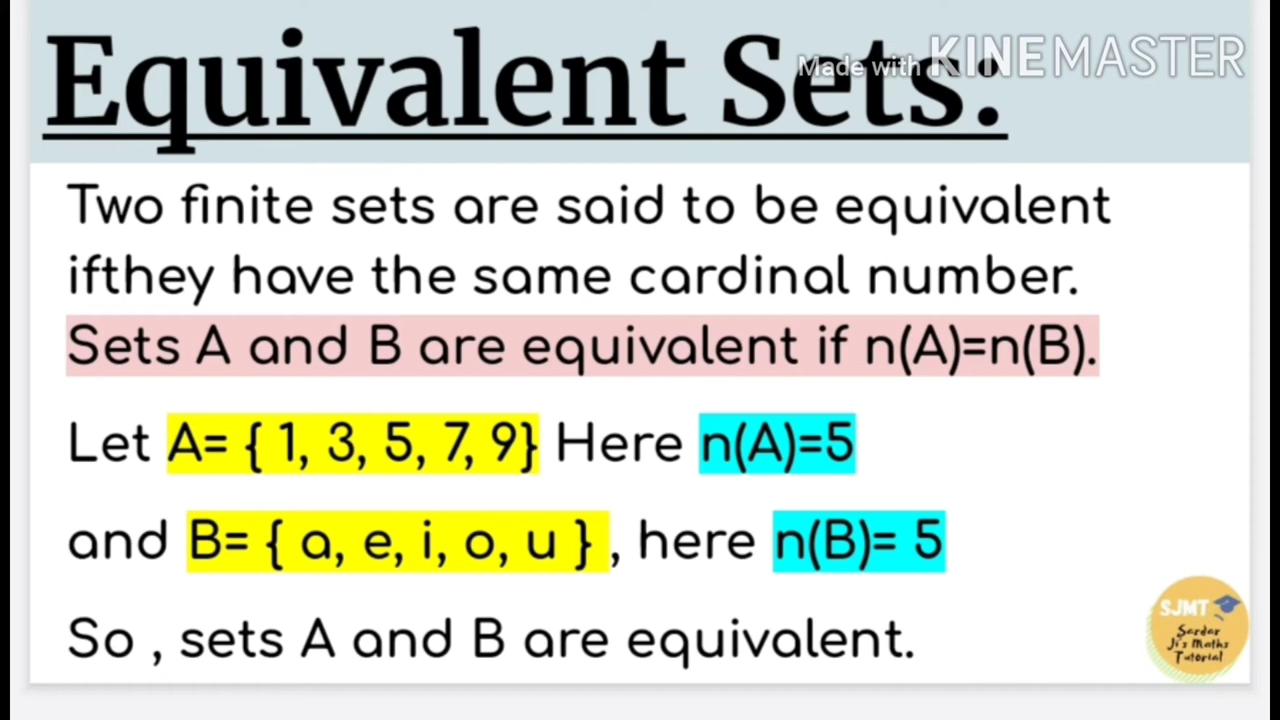 Equivalent Sets:
Made with KINEMASTER
Two finite sets are said to be equivalent
ifthey have the same cardinal number.
Sets A and B are equivalent if n(A)=n(B).
Let A= { 1, 3, 5, 7, 9} Here n(A)=5
and B= { a, e, i, o, u } , here n(B)= 5
So , sets A and B are equivalent.
SJMT
Sardar
Ji's Maths
Tutorial